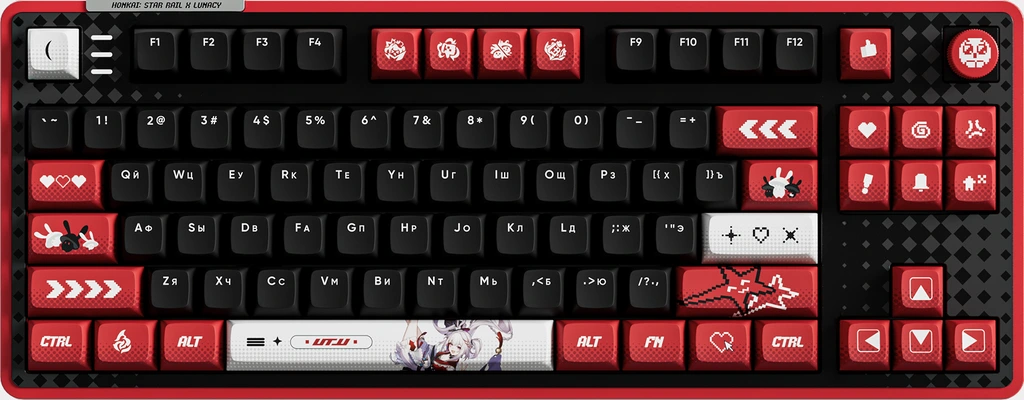 HONKAI: STAR RAIL X LUNACY
F1 F2 F3 F4 F9 F10 F11 F12
`~ 1! 2@ 3# 4$ 5% 6^ 7& 8* 9( 0) -_ =+
QЙ WЦ EУ RК TЕ YН UГ IШ OЩ PЗ [{Х ]}Ъ
AФ SЫ DВ FА GП HР JО KЛ LД ;:Ж '"Э
ZЯ XЧ CС VМ BИ NТ MЬ ,<Б .>Ю /?.,
CTRL ALT ALT FN CTRL